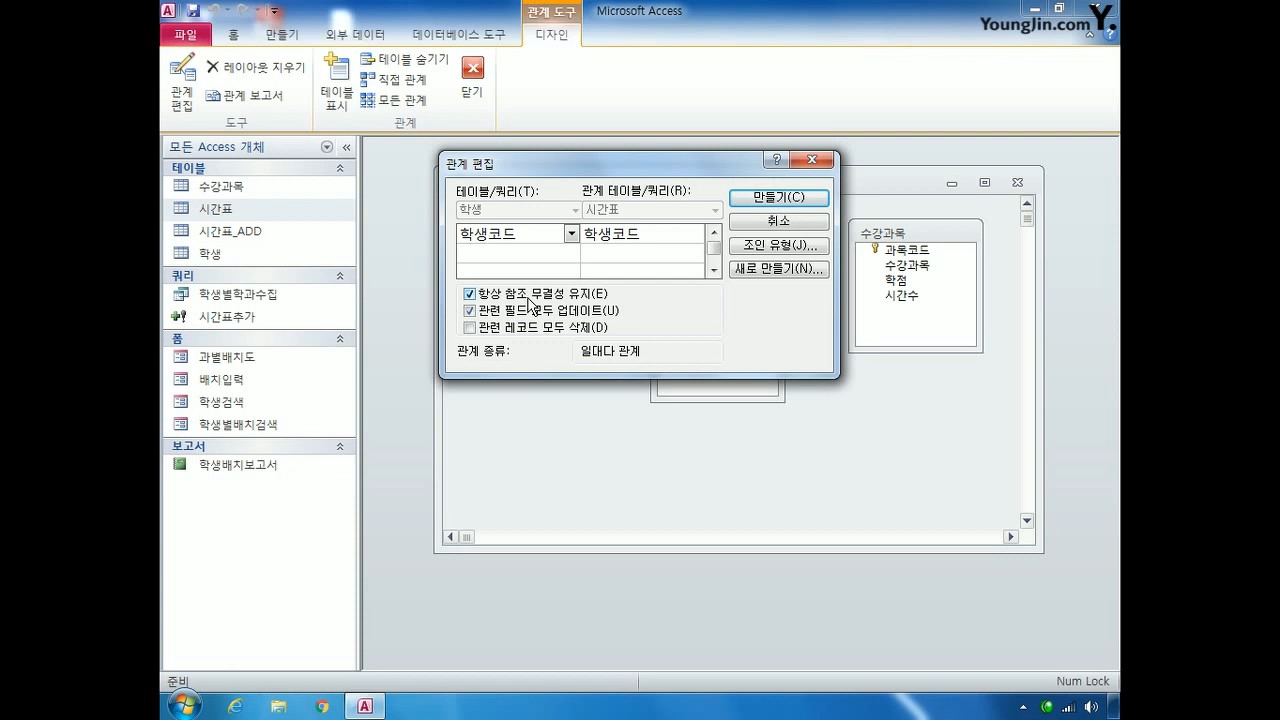 관계 도구
Microsoft Access
YoungJin.com Y.
파일
홈
만들기
외부 데이터
데이터베이스 도구
디자인
관계 편집
레이아웃 지우기
관계 보고서
도구
테이블 표시
테이블 숨기기
직접 관계
모든 관계
닫기
관계
모든 Access 개체
테이블
수강과목
시간표
시간표_ADD
학생
쿼리
학생별학과수집
시간표추가
폼
과별배치도
배치입력
학생검색
학생별배치검색
보고서
학생배치보고서
관계 편집
테이블/쿼리(T):
관계 테이블/쿼리(R):
학생
시간표
학생코드
학생코드
만들기(C)
취소
조인 유형(J)...
새로 만들기(N)...
항상 참조 무결성 유지(E)
관련 필드 모두 업데이트(U)
관련 레코드 모두 삭제(D)
관계 종류:
일대다 관계
수강과목
과목코드
수강과목
학점
시간수
준비
Num Lock